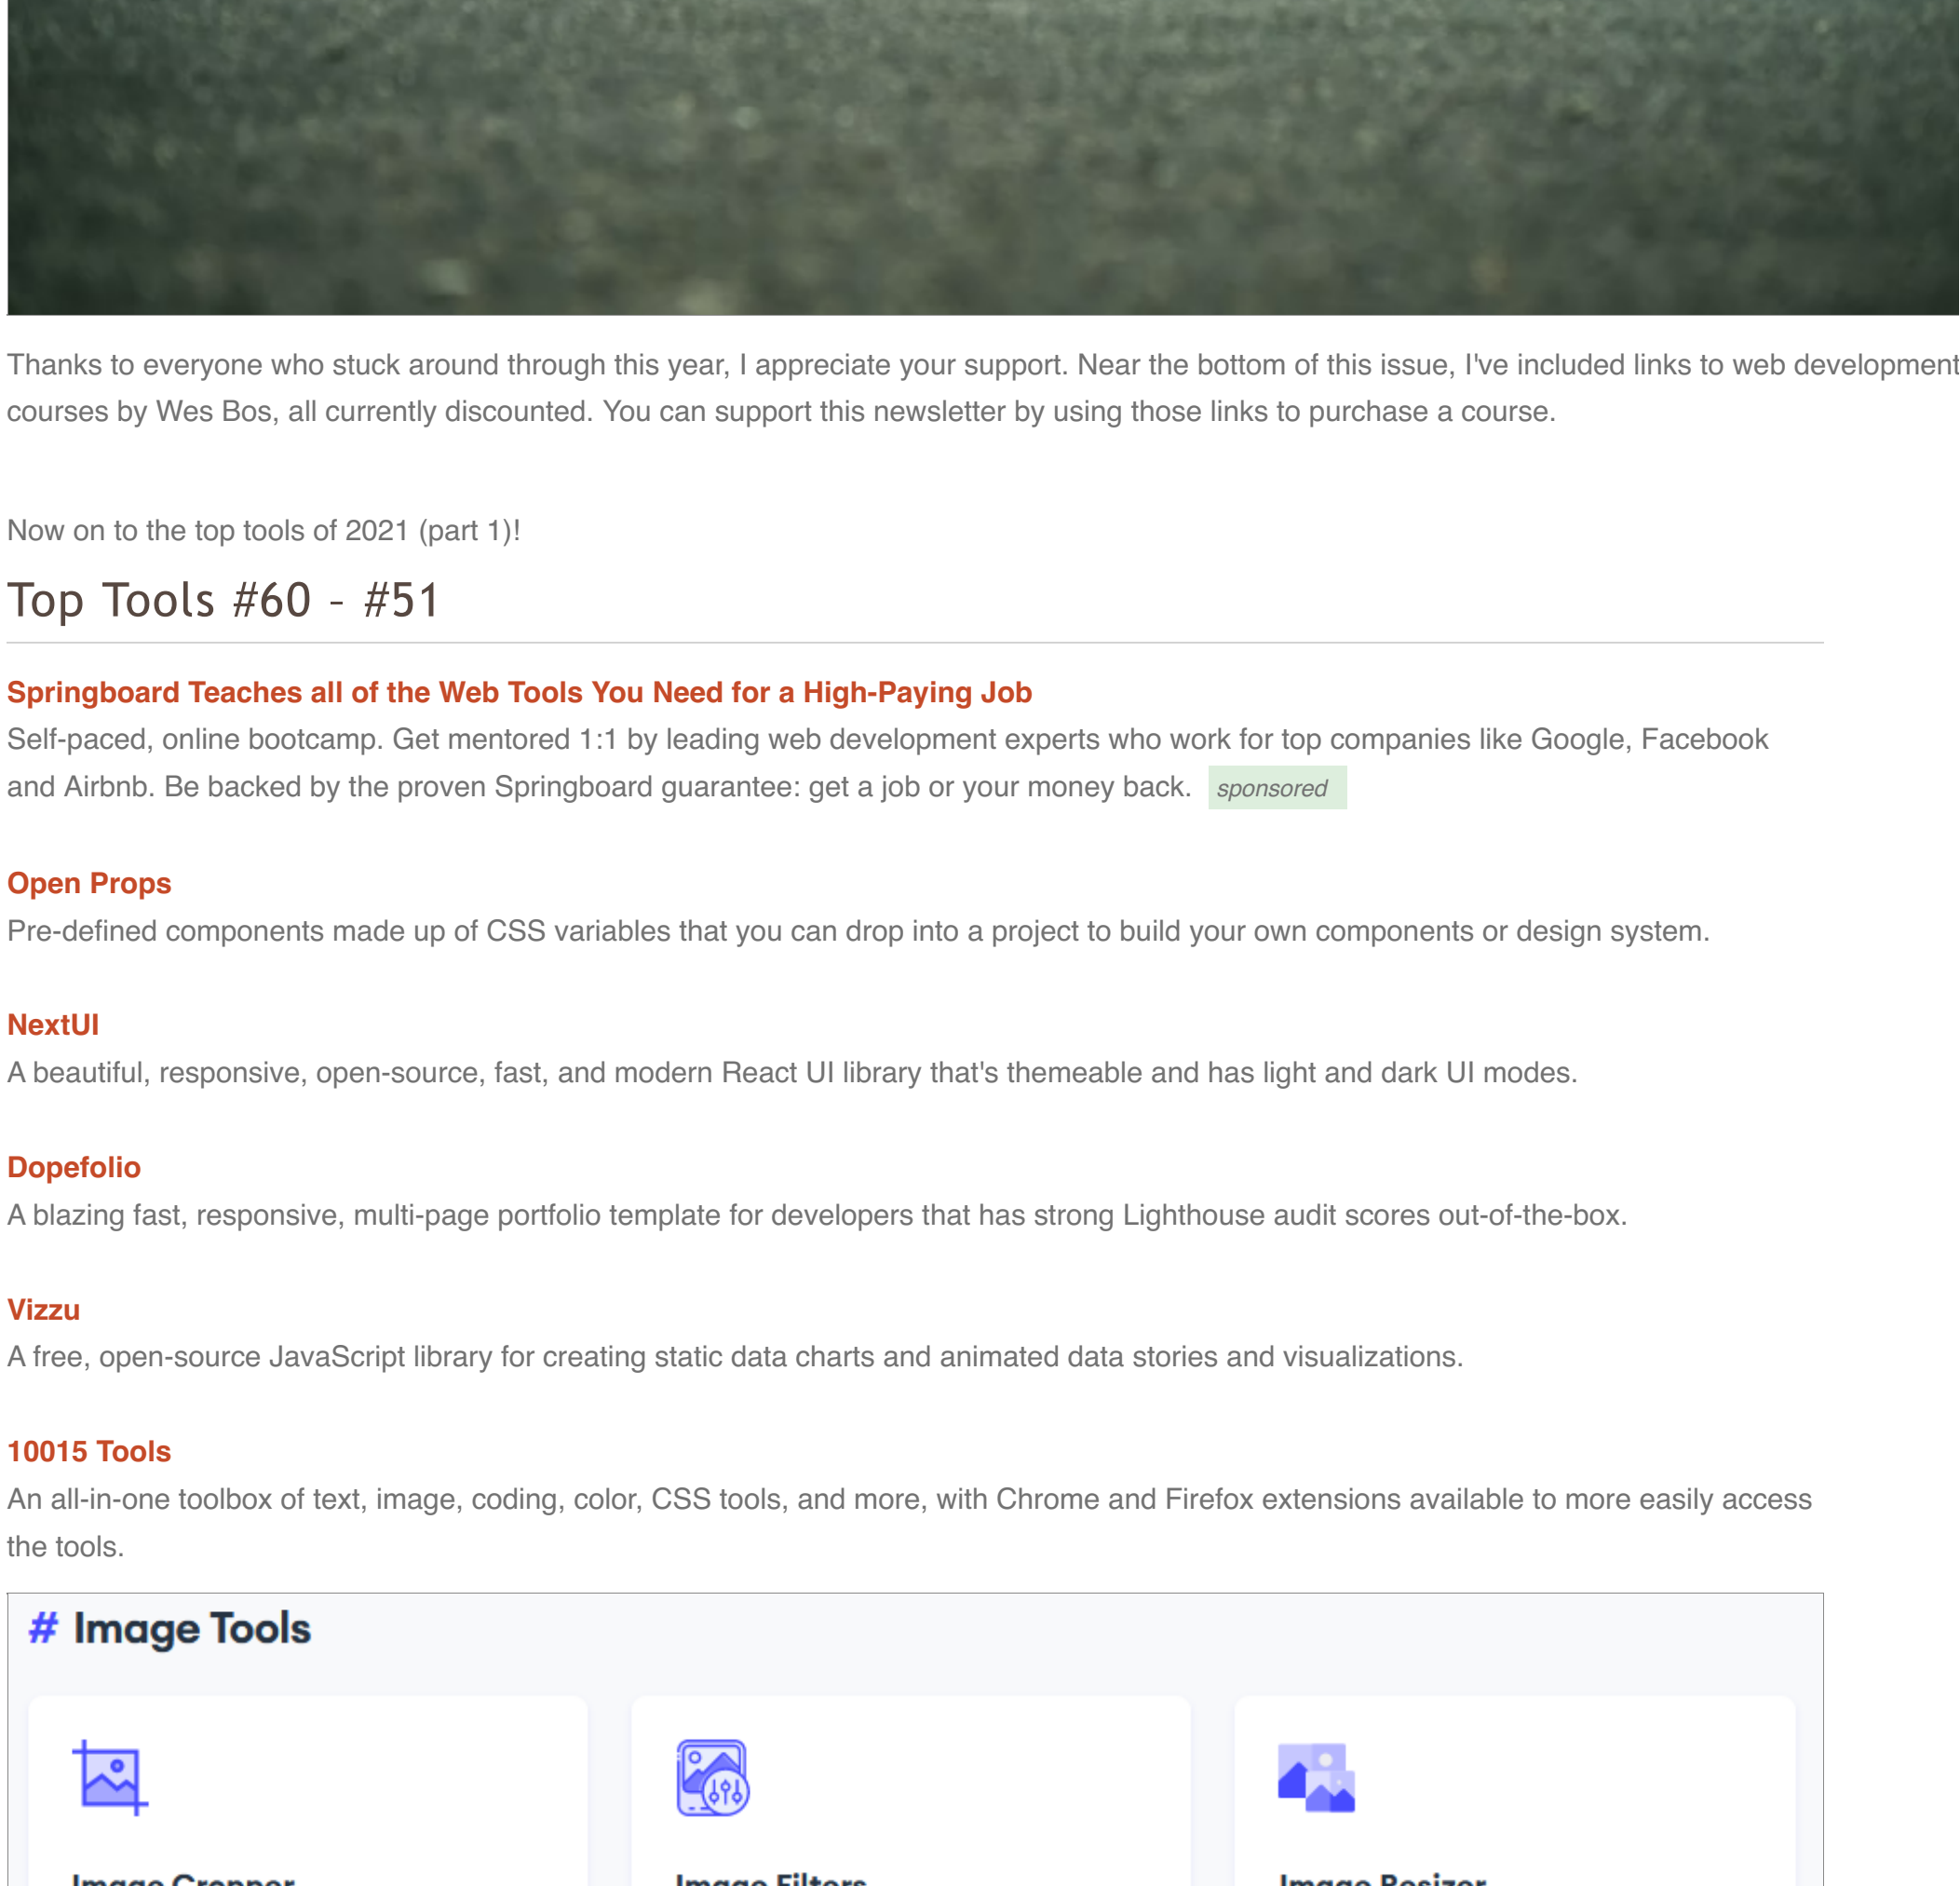 Thanks to everyone who stuck around through this year, I appreciate your support. Near the bottom of this issue, I've included links to web development
courses by Wes Bos, all currently discounted. You can support this newsletter by using those links to purchase a course.
Now on to the top tools of 2021 (part 1)!
Top Tools #60 - #51
Springboard Teaches all of the Web Tools You Need for a High-Paying Job
Self-paced, online bootcamp. Get mentored 1:1 by leading web development experts who work for top companies like Google, Facebook
and Airbnb. Be backed by the proven Springboard guarantee: get a job or your money back. sponsored
Open Props
Pre-defined components made up of CSS variables that you can drop into a project to build your own components or design system.
NextUI
A beautiful, responsive, open-source, fast, and modern React UI library that's themeable and has light and dark UI modes.
Dopefolio
A blazing fast, responsive, multi-page portfolio template for developers that has strong Lighthouse audit scores out-of-the-box.
Vizzu
A free, open-source JavaScript library for creating static data charts and animated data stories and visualizations.
10015 Tools
An all-in-one toolbox of text, image, coding, color, CSS tools, and more, with Chrome and Firefox extensions available to more easily access
the tools.
# Image Tools
Image Cropper Image Filters Image Resizer